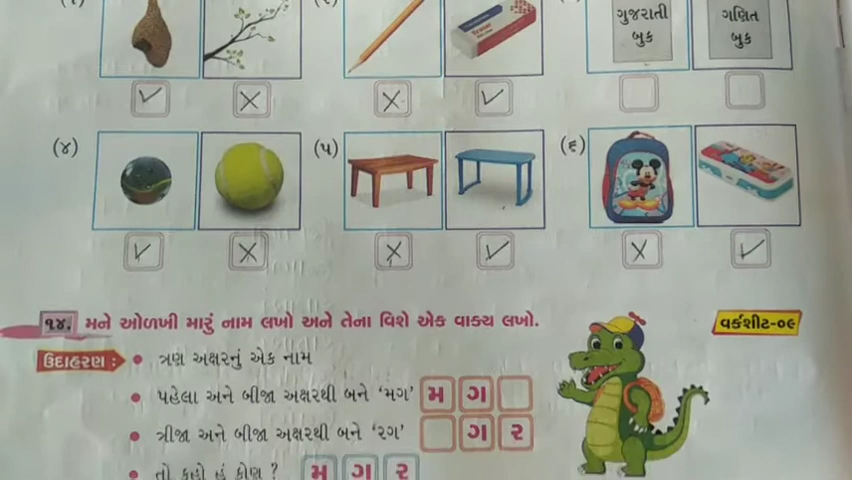 ગુજરાતી બુક
ગણિત બુક
(૪)
(૫)
(૬)
૧૪. મને ઓળખી મારું નામ લખો અને તેના વિશે એક વાક્ય લખો.
વર્કશીટ-૦૯
ઉદાહરણ : • ત્રણ અક્ષરનું એક નામ
• પહેલા અને બીજા અક્ષરથી બને ‘મગ’ મ ગ
• ત્રીજા અને બીજા અક્ષરથી બને ‘રગ’ ગ ર
• તો કહો હું કોણ ? મ ગ ર